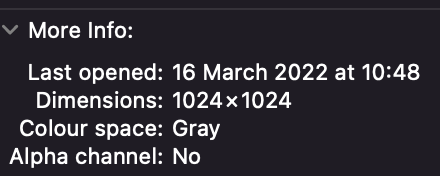 More Info:
Last opened: 16 March 2022 at 10:48
Dimensions: 1024×1024
Colour space: Gray
Alpha channel: No